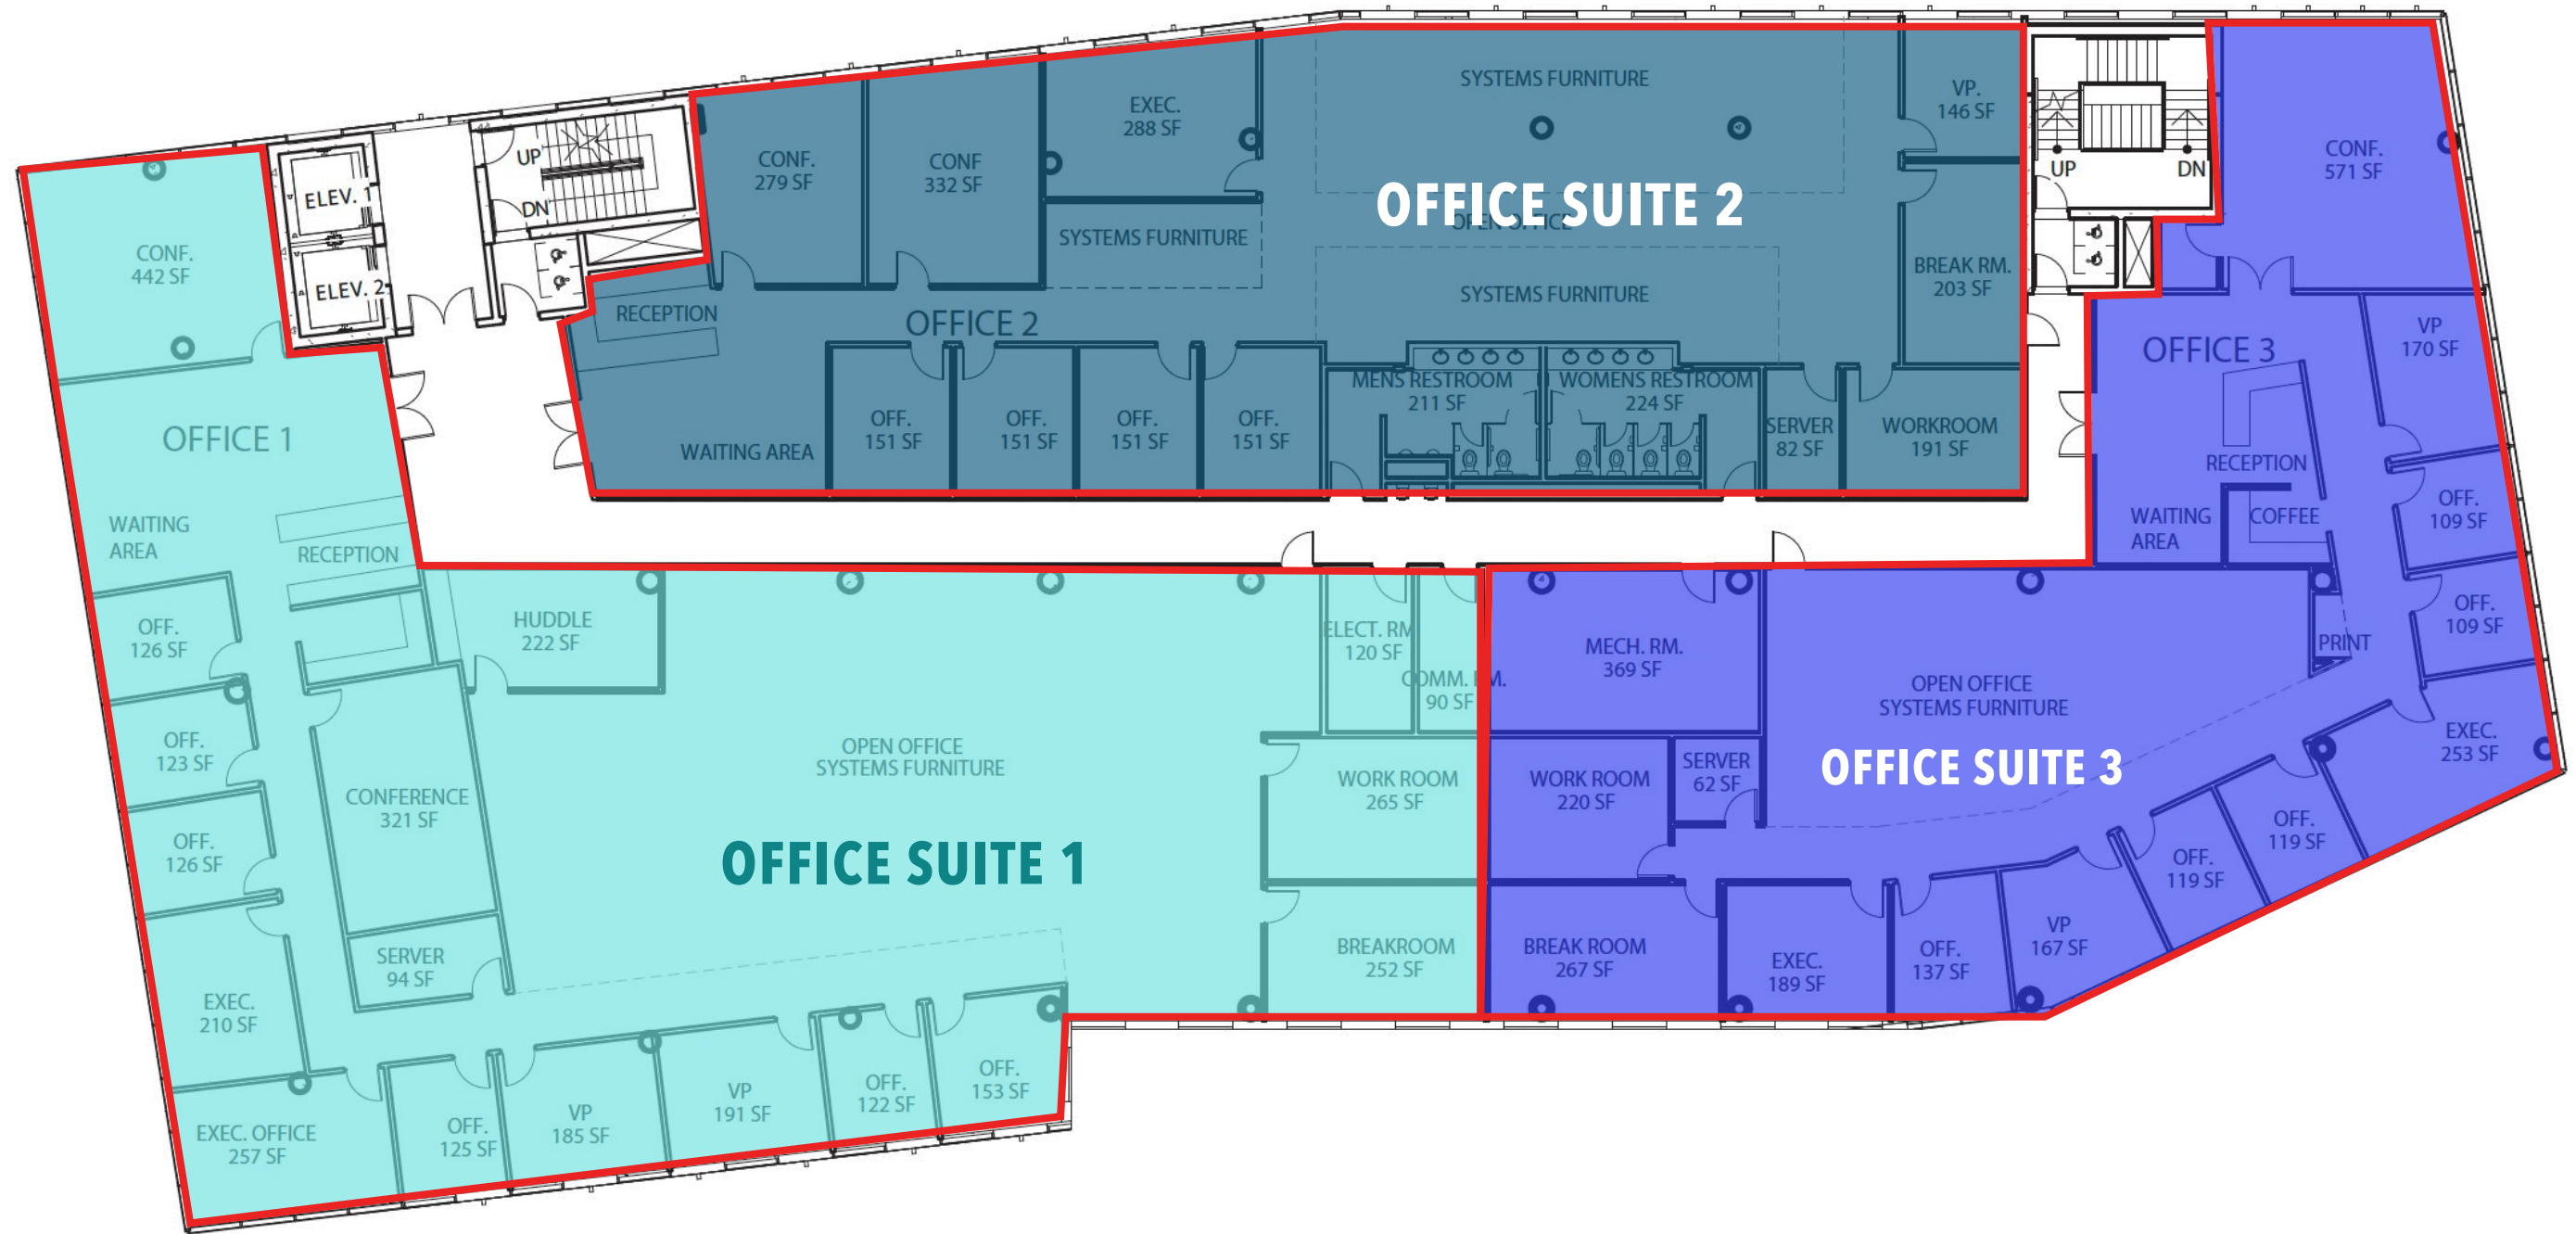 ELEV. 1
ELEV. 2
UP
DN
CONF.
442 SF
OFFICE 1
WAITING
AREA
RECEPTION
OFF.
126 SF
OFF.
123 SF
OFF.
126 SF
EXEC.
210 SF
EXEC. OFFICE
257 SF
HUDDLE
222 SF
CONFERENCE
321 SF
SERVER
94 SF
OPEN OFFICE
SYSTEMS FURNITURE
OFFICE SUITE 1
ELECT. RM
120 SF
COMM. RM.
90 SF
WORK ROOM
265 SF
BREAKROOM
252 SF
OFF.
125 SF
VP
185 SF
VP
191 SF
OFF.
122 SF
OFF.
153 SF
CONF.
279 SF
CONF
332 SF
EXEC.
288 SF
SYSTEMS FURNITURE
SYSTEMS FURNITURE
OFFICE SUITE 2
OPEN OFFICE
SYSTEMS FURNITURE
VP.
146 SF
BREAK RM.
203 SF
RECEPTION
OFFICE 2
WAITING AREA
OFF.
151 SF
OFF.
151 SF
OFF.
151 SF
OFF.
151 SF
MENS RESTROOM
211 SF
WOMENS RESTROOM
224 SF
SERVER
82 SF
WORKROOM
191 SF
UP
DN
CONF.
571 SF
OFFICE 3
VP
170 SF
RECEPTION
WAITING
AREA
COFFEE
OFF.
109 SF
OFF.
109 SF
PRINT
EXEC.
253 SF
MECH. RM.
369 SF
OPEN OFFICE
SYSTEMS FURNITURE
OFFICE SUITE 3
WORK ROOM
220 SF
SERVER
62 SF
BREAK ROOM
267 SF
EXEC.
189 SF
OFF.
137 SF
VP
167 SF
OFF.
119 SF
OFF.
119 SF